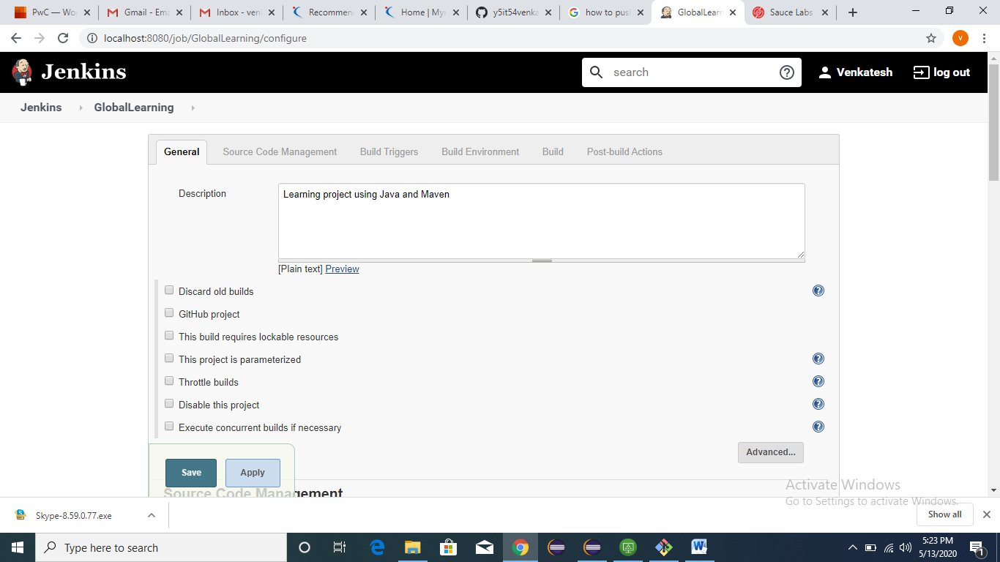 PwC — Wor
Gmail - Ema
Inbox - venk
Recommen
Home | Myn
y5it54venka
how to push
GlobalLearn
Sauce Labs
localhost:8080/job/GlobalLearning/configure
V
Jenkins
search
Venkatesh
log out
Jenkins
GlobalLearning
General
Source Code Management
Build Triggers
Build Environment
Build
Post-build Actions
Description
Learning project using Java and Maven
[Plain text] Preview
Discard old builds
GitHub project
This build requires lockable resources
This project is parameterized
Throttle builds
Disable this project
Execute concurrent builds if necessary
Advanced...
Save
Apply
Source Code Management
Activate Windows
Go to Settings to activate Windows.
Skype-8.59.0.77.exe
Show all
Type here to search
5:23 PM
5/13/2020
1